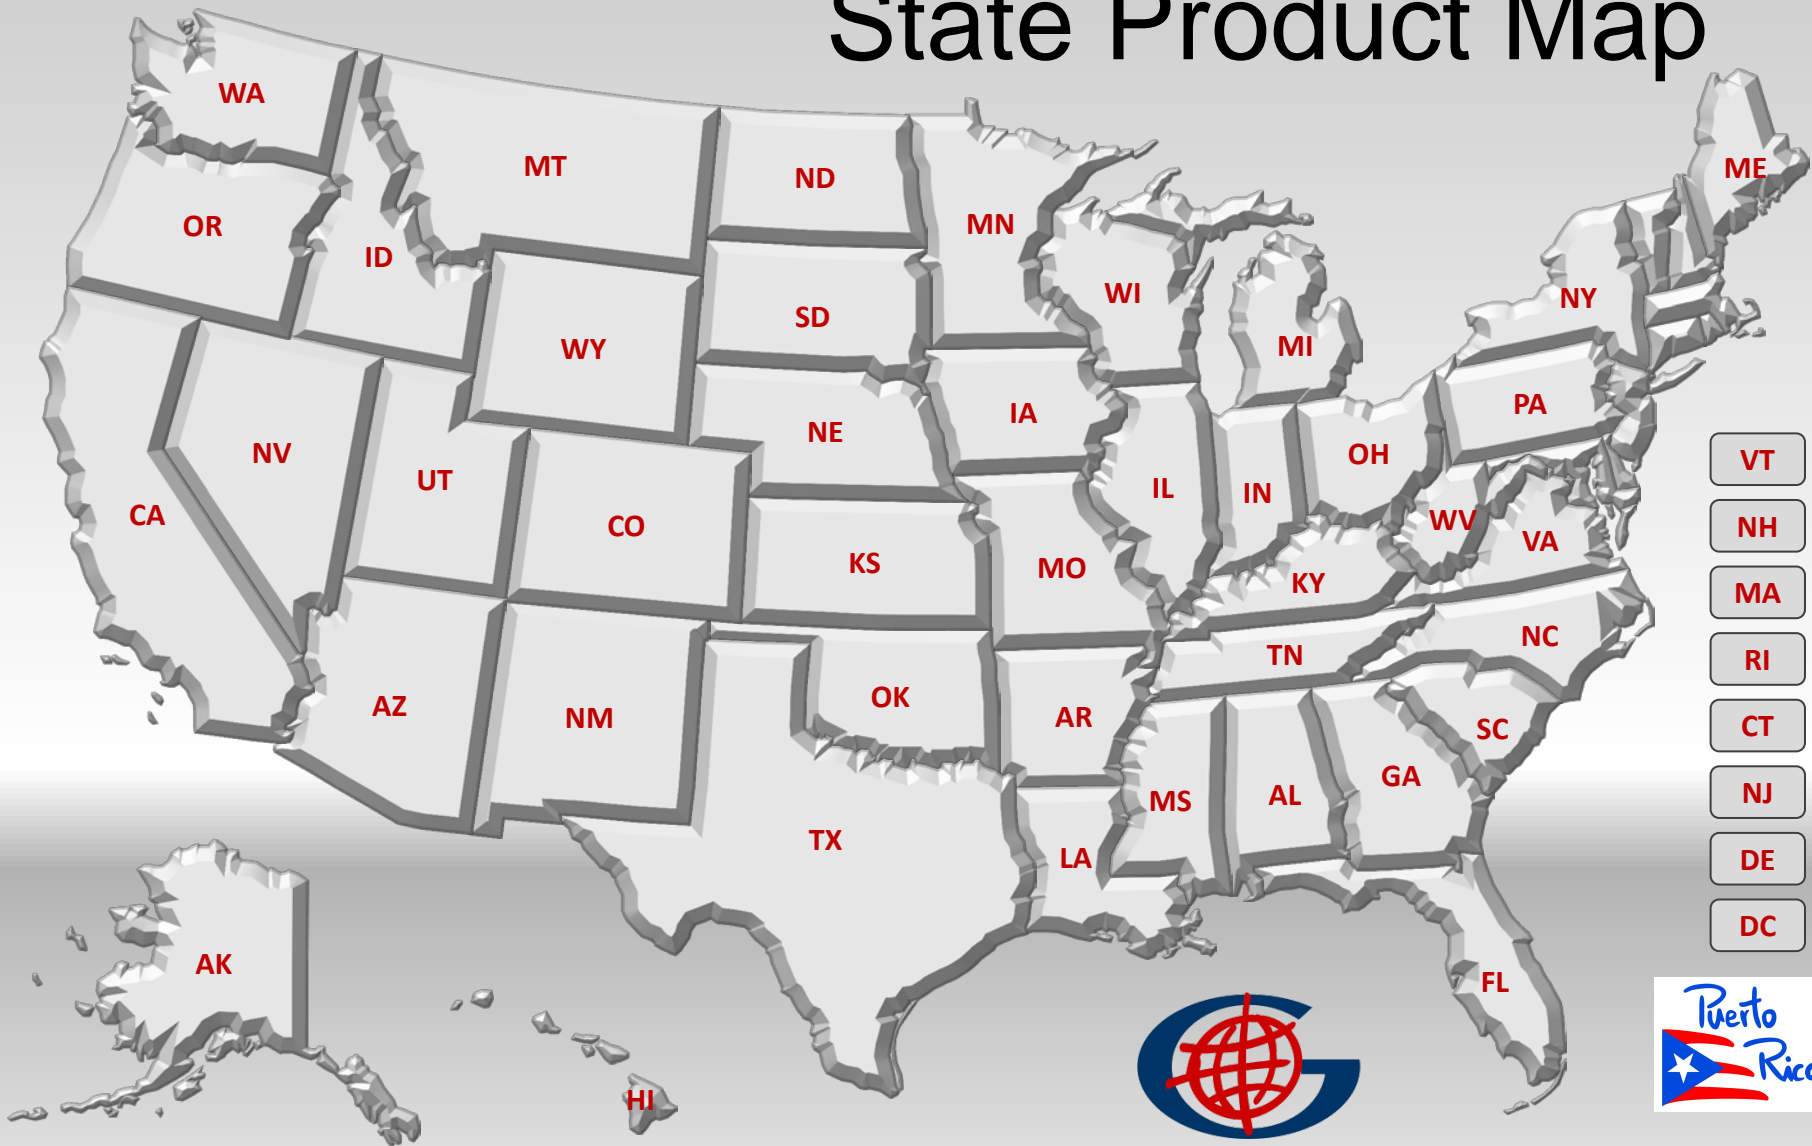 State Product Map
WA
MT
ND
MN
ME
OR
ID
WI
NY
SD
WY
MI
PA
IA
NE
OH
NV
UT
IL
IN
VT
CA
CO
WV
VA
NH
KS
MO
KY
MA
NC
TN
RI
AZ
NM
OK
AR
SC
CT
GA
MS
AL
NJ
TX
LA
DE
AK
FL
DC
HI
Puerto
Rico